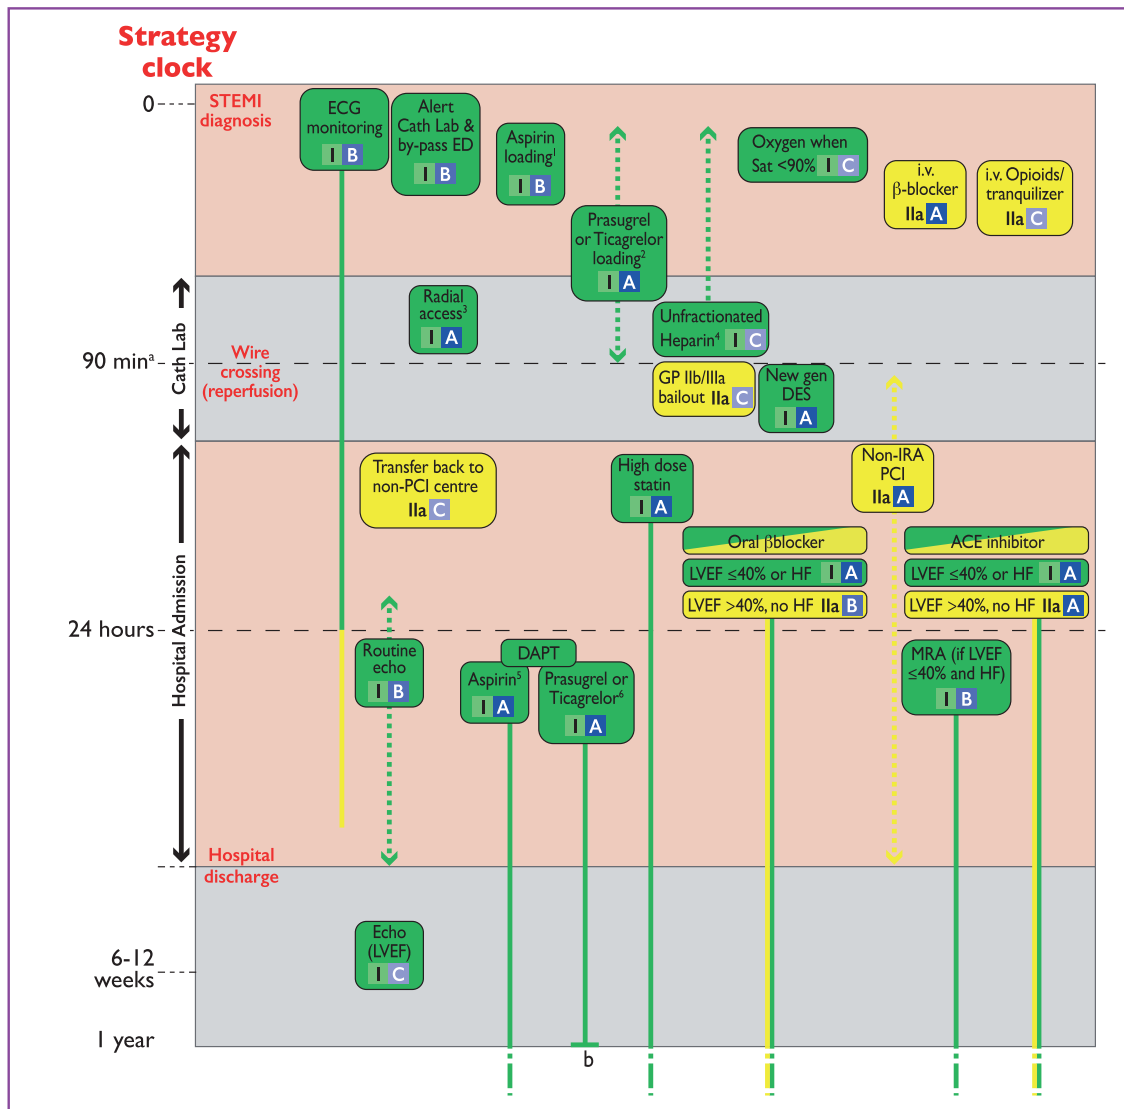 Strategy
clock
0
STEMI
diagnosis
ECG
monitoring
I B
Alert
Cath Lab &
by-pass ED
I B
Aspirin
loading1
I B
Prasugrel
or Ticagrelor
loading2
I A
Oxygen when
Sat <90% I C
i.v.
β-blocker
IIa A
i.v. Opioids/
tranquilizer
IIa C
Cath Lab
Radial
access3
I A
Unfractionated
Heparin4 I C
90 mina
Wire
crossing
(reperfusion)
GP IIb/IIIa
bailout IIa C
New gen
DES
I A
Hospital Admission
Transfer back to
non-PCI centre
IIa C
High dose
statin
I A
Non-IRA
PCI
IIa A
Oral βblocker
LVEF ≤40% or HF I A
LVEF >40%, no HF IIa B
ACE inhibitor
LVEF ≤40% or HF I A
LVEF >40%, no HF IIa A
24 hours
Routine
echo
I B
DAPT
Aspirin5
I A
Prasugrel or
Ticagrelor6
I A
MRA (if LVEF
≤40% and HF)
I B
Hospital
discharge
Echo
(LVEF)
I C
6-12
weeks
1 year
b